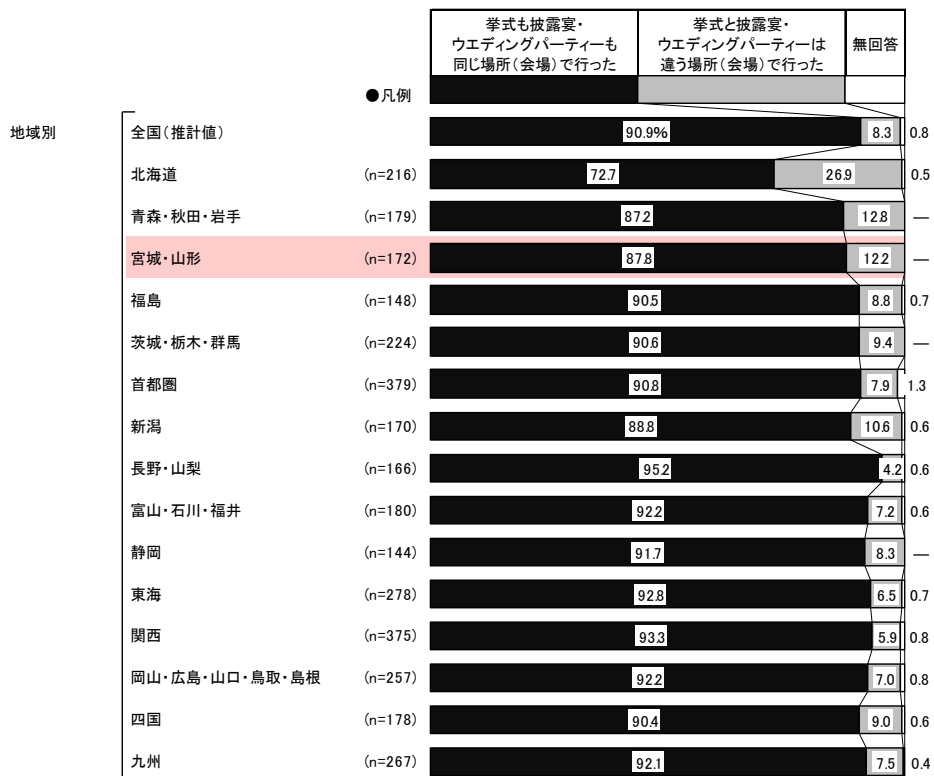 挙式も披露宴・
ウエディングパーティーも
同じ場所(会場)で行った
挙式と披露宴・
ウエディングパーティーは
違う場所(会場)で行った
無回答
●凡例
地域別
全国(推計値) 90.9% 8.3 0.8
北海道 (n=216) 72.7 26.9 0.5
青森・秋田・岩手 (n=179) 87.2 12.8 —
宮城・山形 (n=172) 87.8 12.2 —
福島 (n=148) 90.5 8.8 0.7
茨城・栃木・群馬 (n=224) 90.6 9.4 —
首都圏 (n=379) 90.8 7.9 1.3
新潟 (n=170) 88.8 10.6 0.6
長野・山梨 (n=166) 95.2 4.2 0.6
富山・石川・福井 (n=180) 92.2 7.2 0.6
静岡 (n=144) 91.7 8.3 —
東海 (n=278) 92.8 6.5 0.7
関西 (n=375) 93.3 5.9 0.8
岡山・広島・山口・鳥取・島根 (n=257) 92.2 7.0 0.8
四国 (n=178) 90.4 9.0 0.6
九州 (n=267) 92.1 7.5 0.4